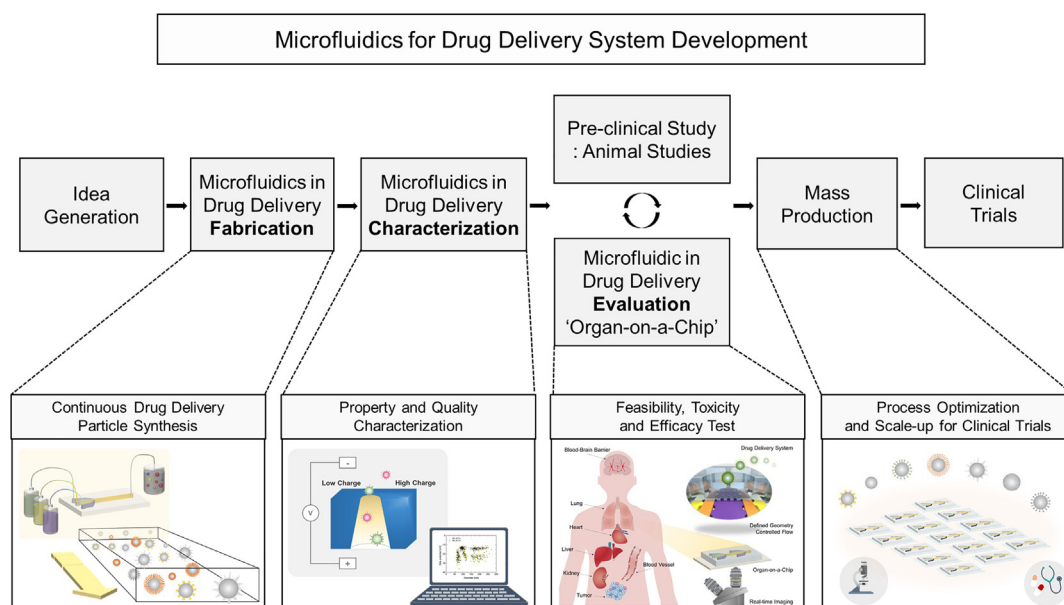 Microfluidics for Drug Delivery System Development
Idea
Generation
Microfluidics in
Drug Delivery
Fabrication
Microfluidics in
Drug Delivery
Characterization
Pre-clinical Study
: Animal Studies
Microfluidic in
Drug Delivery
Evaluation
‘Organ-on-a-Chip’
Mass
Production
Clinical
Trials
Continuous Drug Delivery
Particle Synthesis
Property and Quality
Characterization
-
Low Charge
High Charge
V
+
Feasibility, Toxicity
and Efficacy Test
Blood-Brain Barrier
Lung
Heart
Liver
Kidney
Tumor
Blood Vessel
Drug Delivery System
Defined Geometry
Controlled Flow
Organ-on-a-Chip
Real-time Imaging
Process Optimization
and Scale-up for Clinical Trials